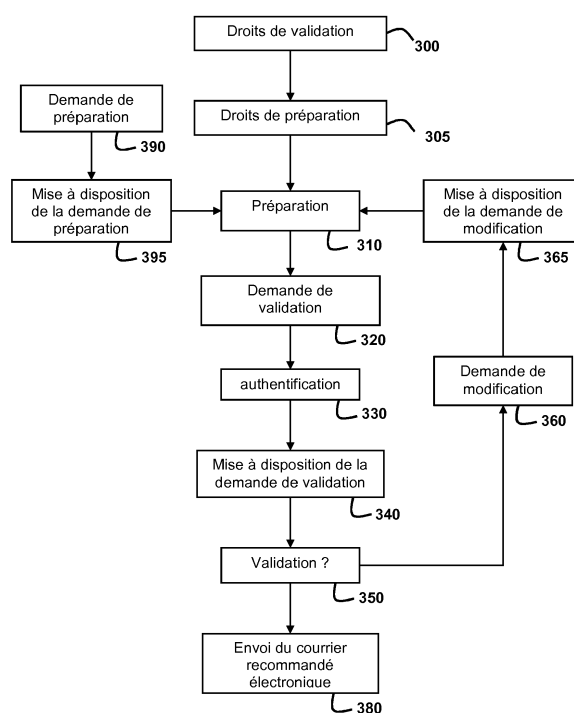 Droits de validation
300
Demande de
préparation
390
Droits de préparation
305
Mise à disposition
de la demande de
préparation
395
Préparation
310
Mise à disposition
de la demande de
modification
365
Demande de
validation
320
authentification
330
Demande de
modification
360
Mise à disposition de la
demande de validation
340
Validation ?
350
Envoi du courrier
recommandé
électronique
380